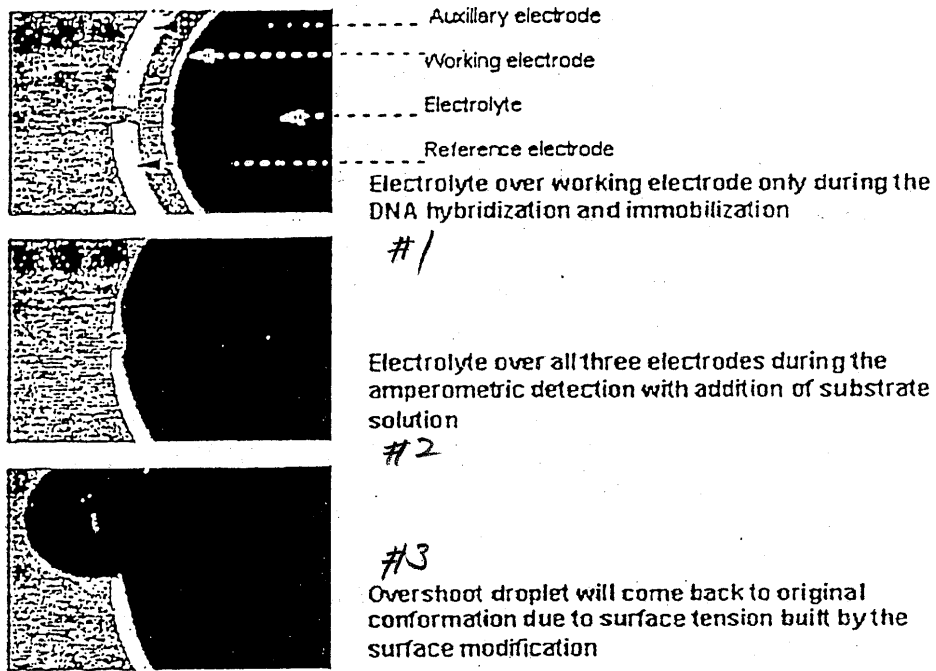 Auxillary electrode
Working electrode
Electrolyte
Reference electrode
Electrolyte over working electrode only during the
DNA hybridization and immobilization
#1
Electrolyte over all three electrodes during the
amperometric detection with addition of substrate
solution
#2
#3
Overshoot droplet will come back to original
conformation due to surface tension built by the
surface modification